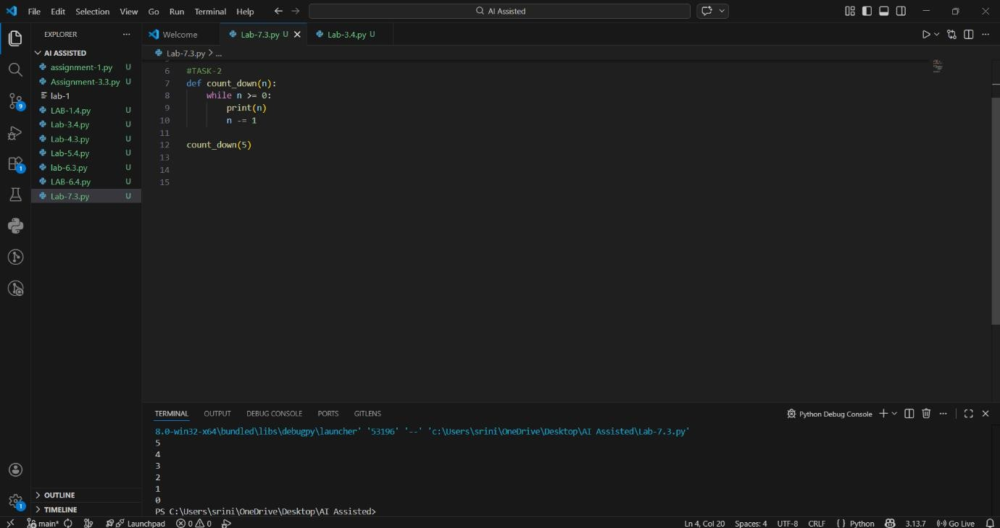 File Edit Selection View Go Run Terminal Help
AI Assisted
EXPLORER
Welcome
Lab-7.3.py U
Lab-3.4.py U
AI ASSISTED
Lab-7.3.py > ...
assignment-1.py U
Assignment-3.3.py U
lab-1
LAB-1.4.py U
Lab-3.4.py U
Lab-4.3.py U
Lab-5.4.py U
lab-6.3.py U
LAB-6.4.py U
Lab-7.3.py U
9
1
6 #TASK-2
7 def count_down(n):
8     while n >= 0:
9         print(n)
10         n -= 1
11
12 count_down(5)
13
14
15
TERMINAL OUTPUT DEBUG CONSOLE PORTS GITLENS
Python Debug Console
8.0-win32-x64\bundled\libs\debugpy\launcher' '53196' '--' 'c:\Users\srini\OneDrive\Desktop\AI Assisted\Lab-7.3.py'
5
4
3
2
1
0
PS C:\Users\srini\OneDrive\Desktop\AI Assisted>
OUTLINE
TIMELINE
1
main* Launchpad 0 0 Ln 4, Col 20 Spaces: 4 UTF-8 CRLF { } Python 3.13.7 Go Live